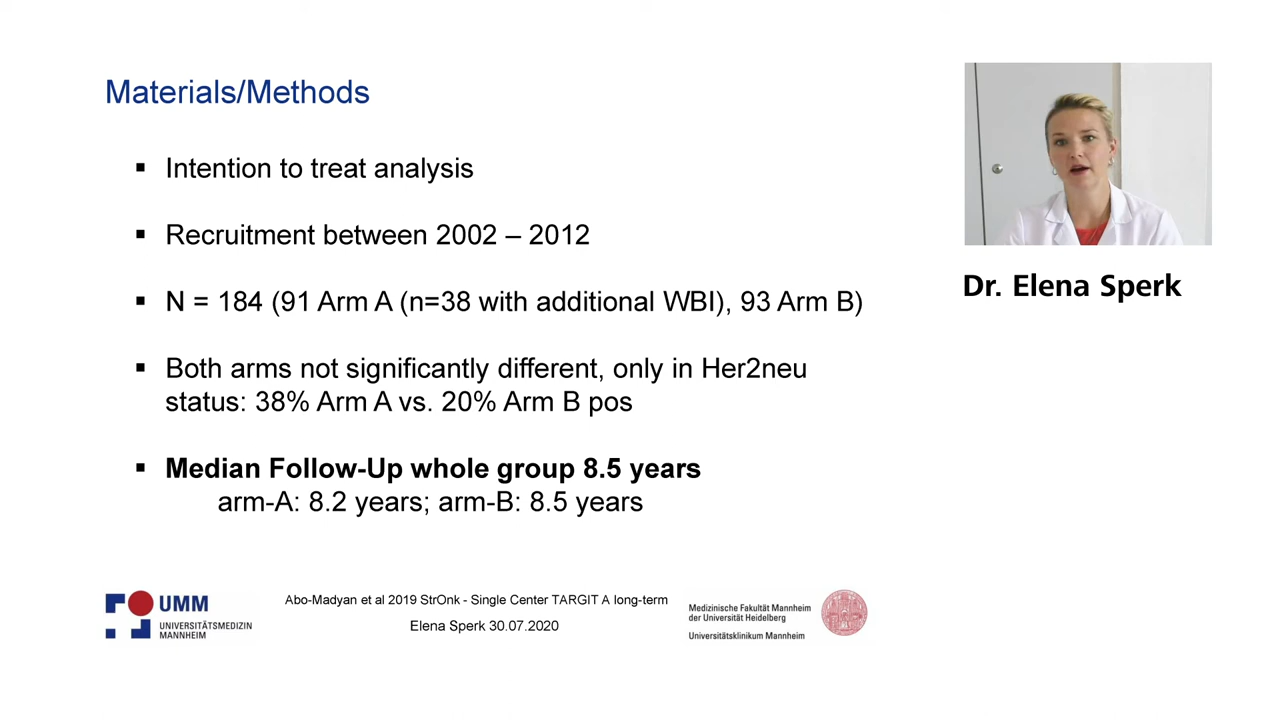 Materials/Methods
▪ Intention to treat analysis
▪ Recruitment between 2002 – 2012
▪ N = 184 (91 Arm A (n=38 with additional WBI), 93 Arm B)
▪ Both arms not significantly different, only in Her2neu
status: 38% Arm A vs. 20% Arm B pos
▪ Median Follow-Up whole group 8.5 years
arm-A: 8.2 years; arm-B: 8.5 years
Dr. Elena Sperk
UMM
UNIVERSITÄTSMEDIZIN
MANNHEIM
Abo-Madyan et al 2019 StrOnk - Single Center TARGIT A long-term
Elena Sperk 30.07.2020
Medizinische Fakultät Mannheim
der Universität Heidelberg
Universitätsklinikum Mannheim